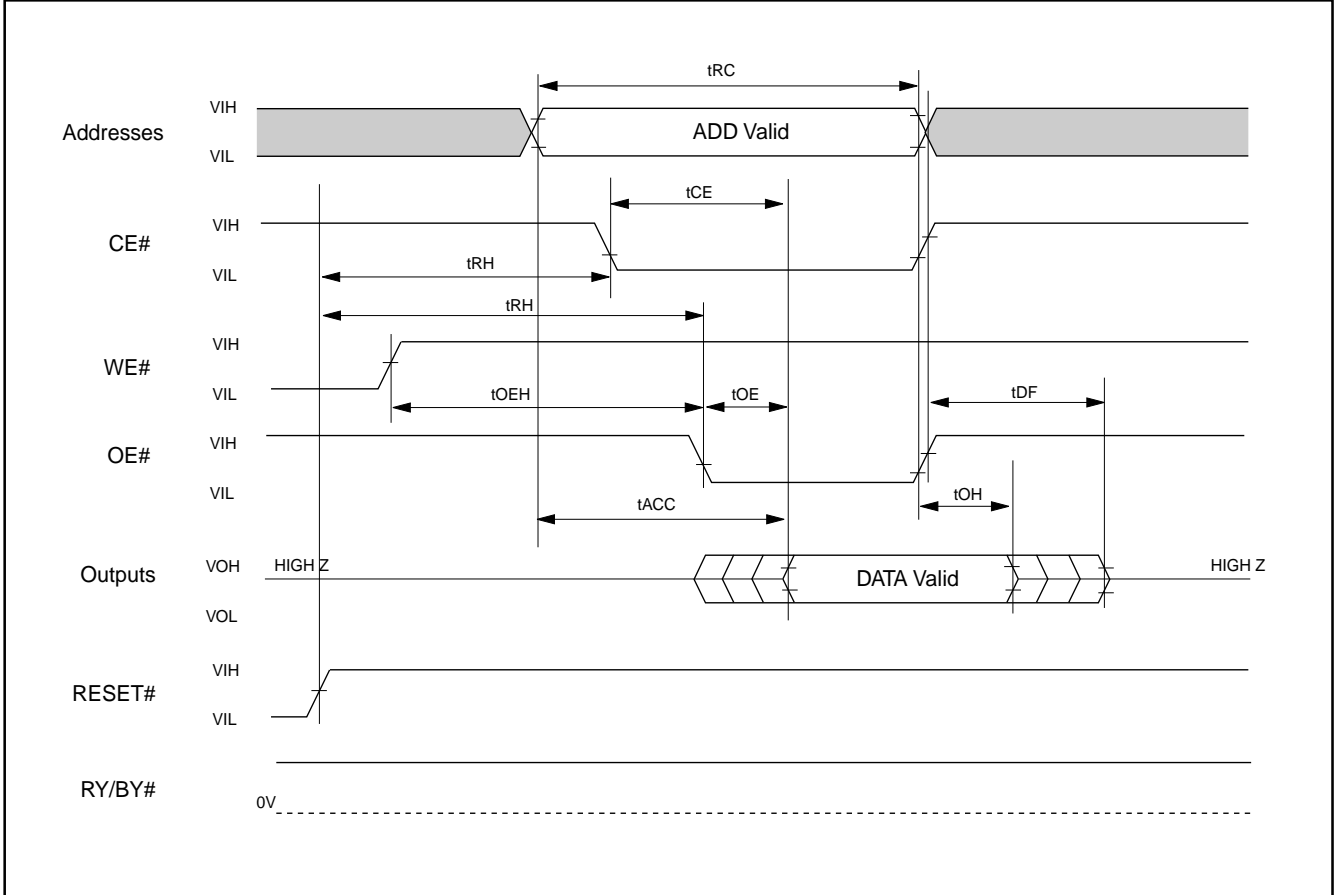 tRC
VIH
Addresses
ADD Valid
VIL
tCE
VIH
CE#
tRH
VIL
tRH
VIH
WE#
VIL
tOEH
tOE
tDF
VIH
OE#
VIL
tOH
tACC
VOH
HIGH Z
HIGH Z
Outputs
DATA Valid
VOL
VIH
RESET#
VIL
RY/BY#
0V